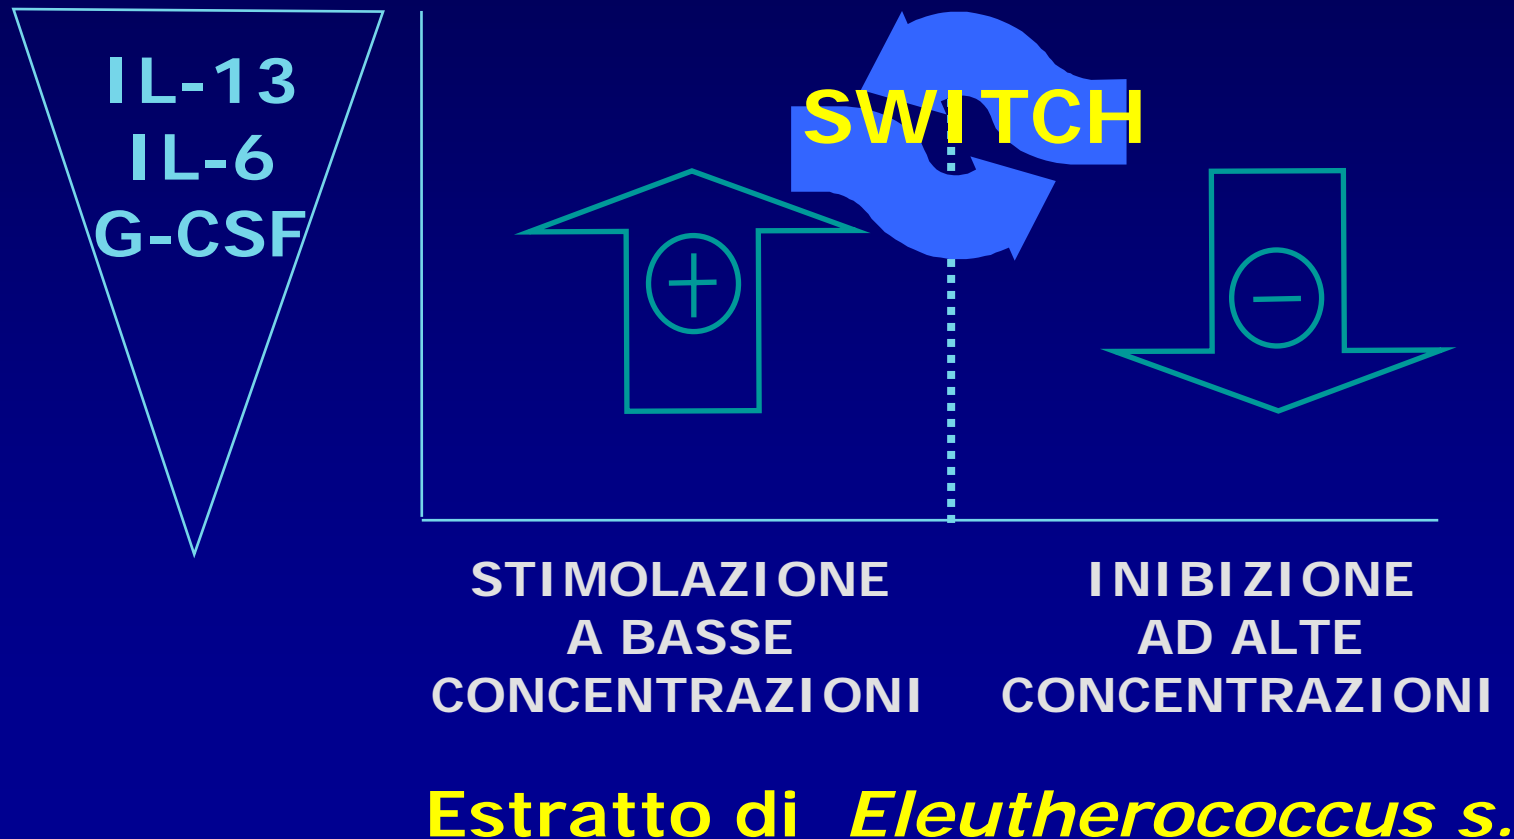 IL-13
IL-6
G-CSF
SWITCH
STIMOLAZIONE
A BASSE
CONCENTRAZIONI
INIBIZIONE
AD ALTE
CONCENTRAZIONI
Estratto di Eleutherococcus s.